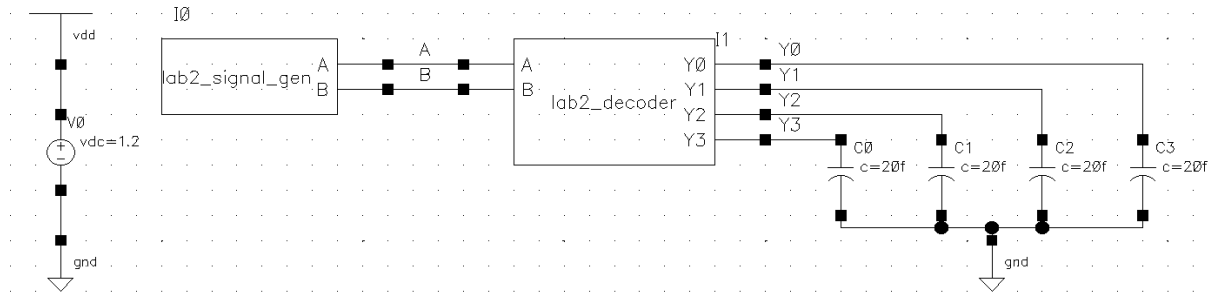 vdd
V0
vdc=1.2
gnd
I0
lab2_signal_gen
A
B
A
B
I1
A
B
lab2_decoder
Y0
Y1
Y2
Y3
Y0
Y1
Y2
Y3
C0
c=20f
C1
c=20f
C2
c=20f
C3
c=20f
gnd